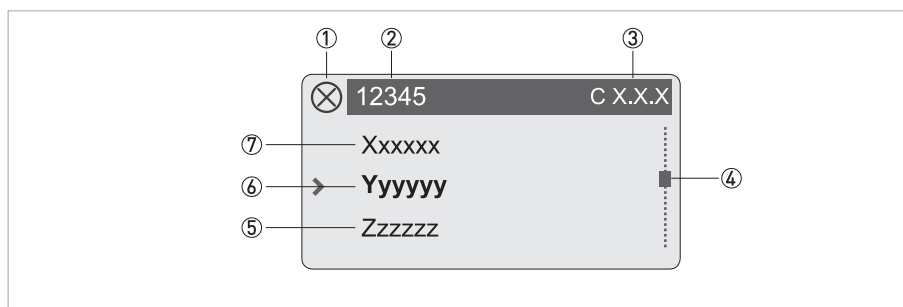 ① ② ③
12345 C X.X.X
⑦ Xxxxxx
⑥ Yyyyyy ④
⑤ Zzzzzz